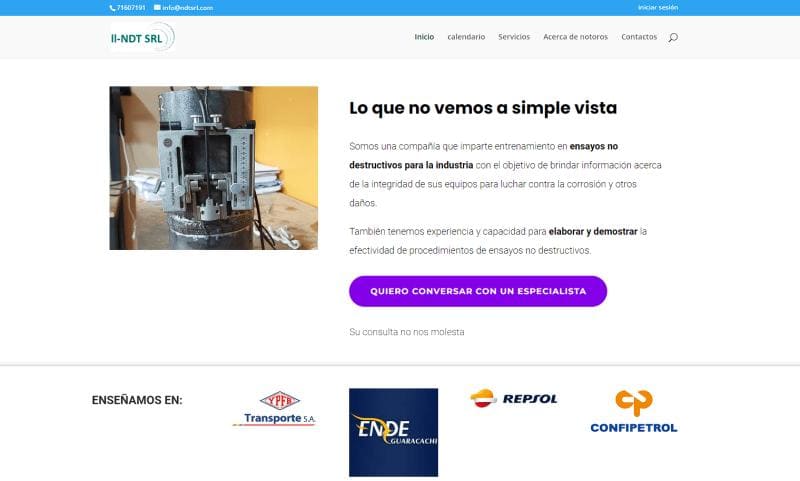 71607191 info@ndtsrl.com Iniciar sesión
II-NDT SRL
Inicio calendario Servicios Acerca de notoros Contactos
Lo que no vemos a simple vista
Somos una compañía que imparte entrenamiento en ensayos no
destructivos para la industria con el objetivo de brindar información acerca
de la integridad de sus equipos para luchar contra la corrosión y otros
daños.
También tenemos experiencia y capacidad para elaborar y demostrar la
efectividad de procedimientos de ensayos no destructivos.
QUIERO CONVERSAR CON UN ESPECIALISTA
Su consulta no nos molesta
ENSEÑAMOS EN:
YPFB
Transporte S.A.
ENDE
GUARACACHI
REPSOL
CONFIPETROL